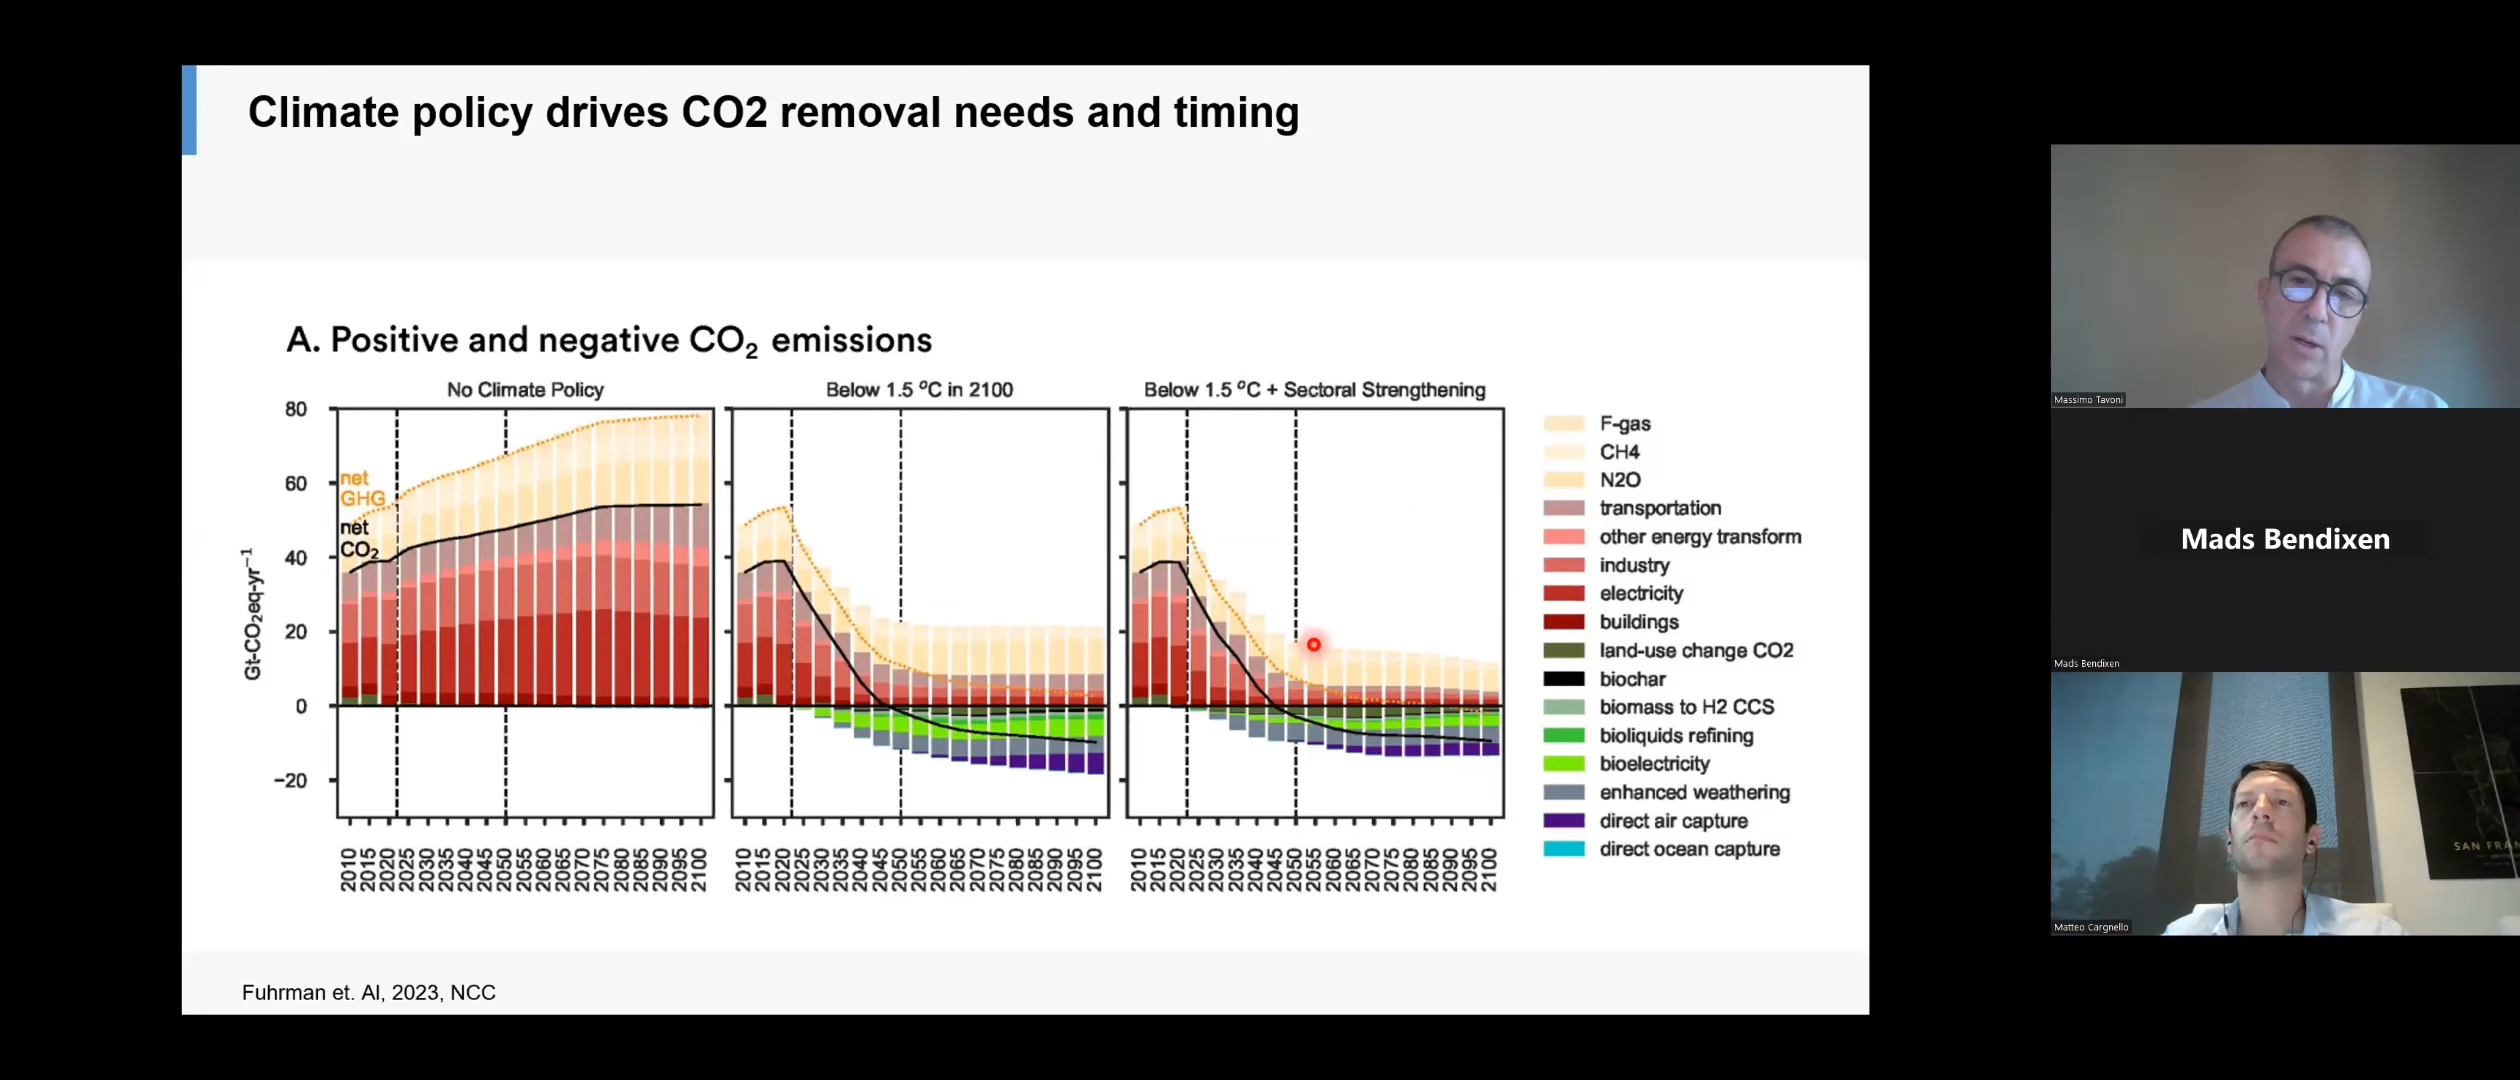 Climate policy drives CO2 removal needs and timing
A. Positive and negative CO₂ emissions
No Climate Policy
Below 1.5 ºC in 2100
Below 1.5 ºC + Sectoral Strengthening
Gt-CO₂eq-yr⁻¹
80
60
40
20
0
−20
net
GHG
net
CO₂
2010 2015 2020 2025 2030 2035 2040 2045 2050 2055 2060 2065 2070 2075 2080 2085 2090 2095 2100
2010 2015 2020 2025 2030 2035 2040 2045 2050 2055 2060 2065 2070 2075 2080 2085 2090 2095 2100
2010 2015 2020 2025 2030 2035 2040 2045 2050 2055 2060 2065 2070 2075 2080 2085 2090 2095 2100
F-gas
CH4
N2O
transportation
other energy transform
industry
electricity
buildings
land-use change CO2
biochar
biomass to H2 CCS
bioliquids refining
bioelectricity
enhanced weathering
direct air capture
direct ocean capture
Fuhrman et. Al, 2023, NCC
Massimo Tavoni
Mads Bendixen
Mads Bendixen
SAN FRAN
Matteo Cargnello